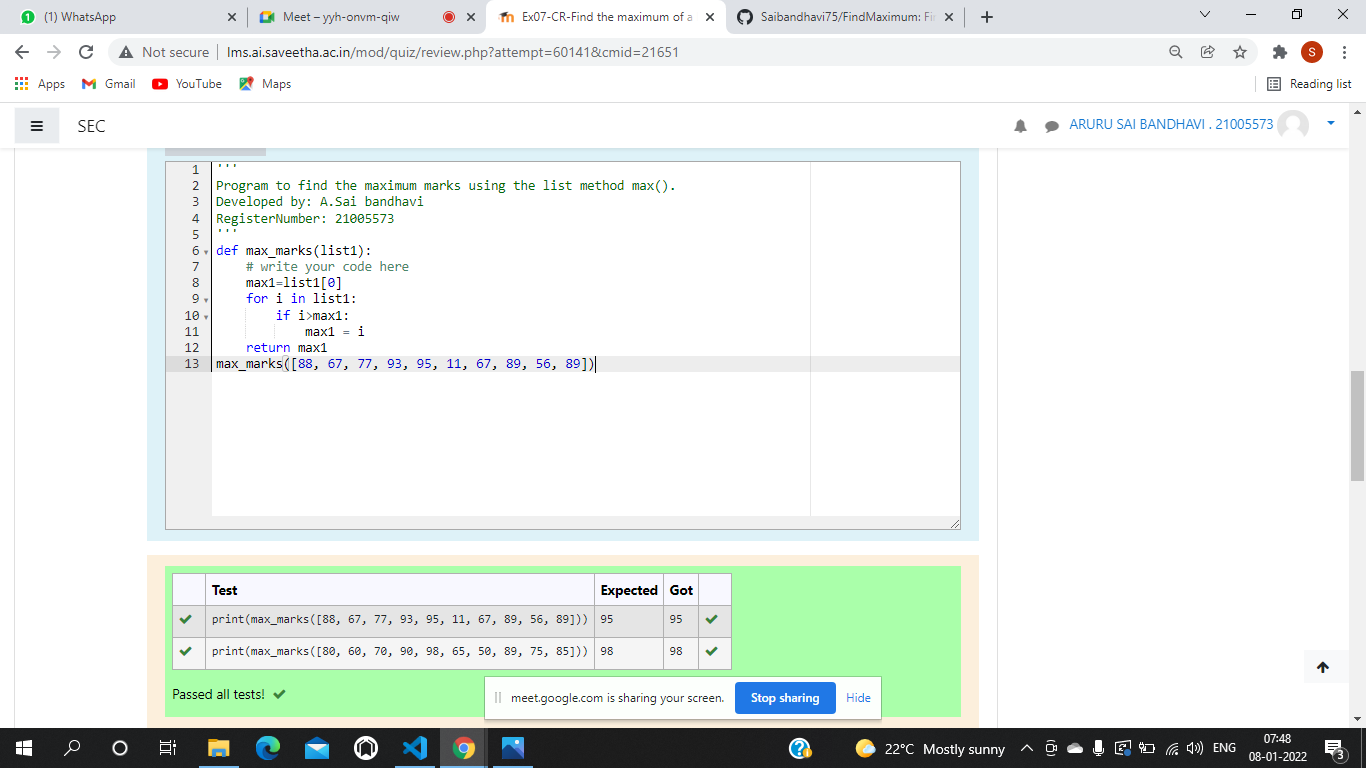 (1) WhatsApp
Meet – yyh-onvm-qiw
Ex07-CR-Find the maximum of a
Saibandhavi75/FindMaximum: Fi
Not secure
lms.ai.saveetha.ac.in/mod/quiz/review.php?attempt=60141&cmid=21651
S
Apps
Gmail
YouTube
Maps
Reading list
SEC
ARURU SAI BANDHAVI . 21005573
1 '''
2 Program to find the maximum marks using the list method max().
3 Developed by: A.Sai bandhavi
4 RegisterNumber: 21005573
5 '''
6 def max_marks(list1):
7 # write your code here
8 max1=list1[0]
9 for i in list1:
10 if i>max1:
11 max1 = i
12 return max1
13 max_marks([88, 67, 77, 93, 95, 11, 67, 89, 56, 89])
Test Expected Got
print(max_marks([88, 67, 77, 93, 95, 11, 67, 89, 56, 89])) 95 95
print(max_marks([80, 60, 70, 90, 98, 65, 50, 89, 75, 85])) 98 98
Passed all tests!
meet.google.com is sharing your screen.
Stop sharing
Hide
22°C Mostly sunny
ENG
07:48
08-01-2022
3